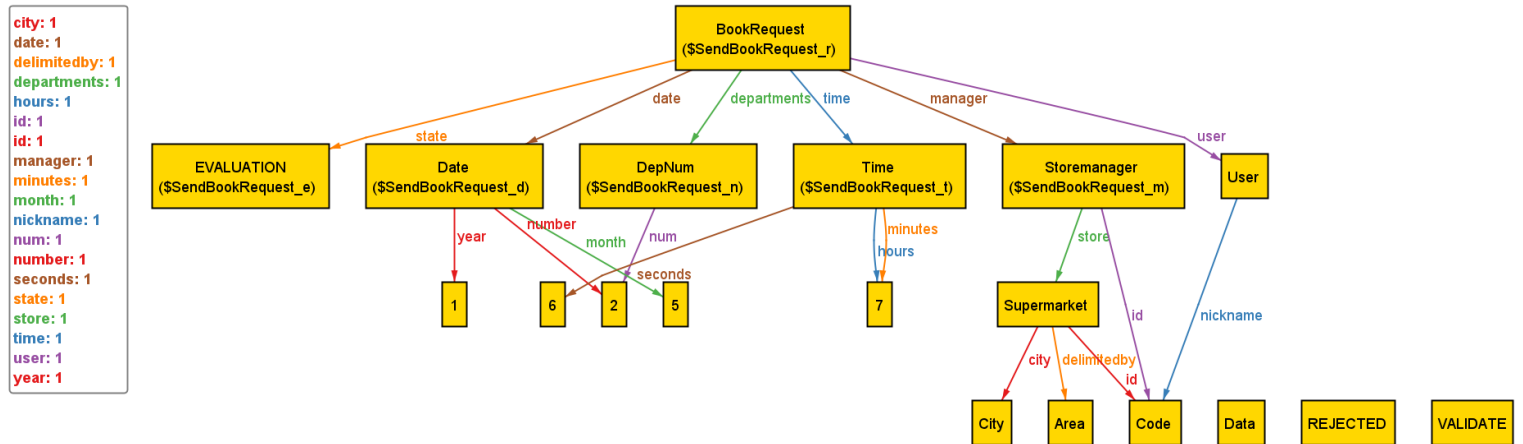 city: 1
date: 1
delimitedby: 1
departments: 1
hours: 1
id: 1
id: 1
manager: 1
minutes: 1
month: 1
nickname: 1
num: 1
number: 1
seconds: 1
state: 1
store: 1
time: 1
user: 1
year: 1
BookRequest
($SendBookRequest_r)
date
departments
time
manager
state
user
EVALUATION
($SendBookRequest_e)
Date
($SendBookRequest_d)
DepNum
($SendBookRequest_n)
Time
($SendBookRequest_t)
Storemanager
($SendBookRequest_m)
User
year
number
month
num
seconds
minutes
hours
store
id
nickname
1
6
2
5
7
Supermarket
city
delimitedby
id
City
Area
Code
Data
REJECTED
VALIDATE